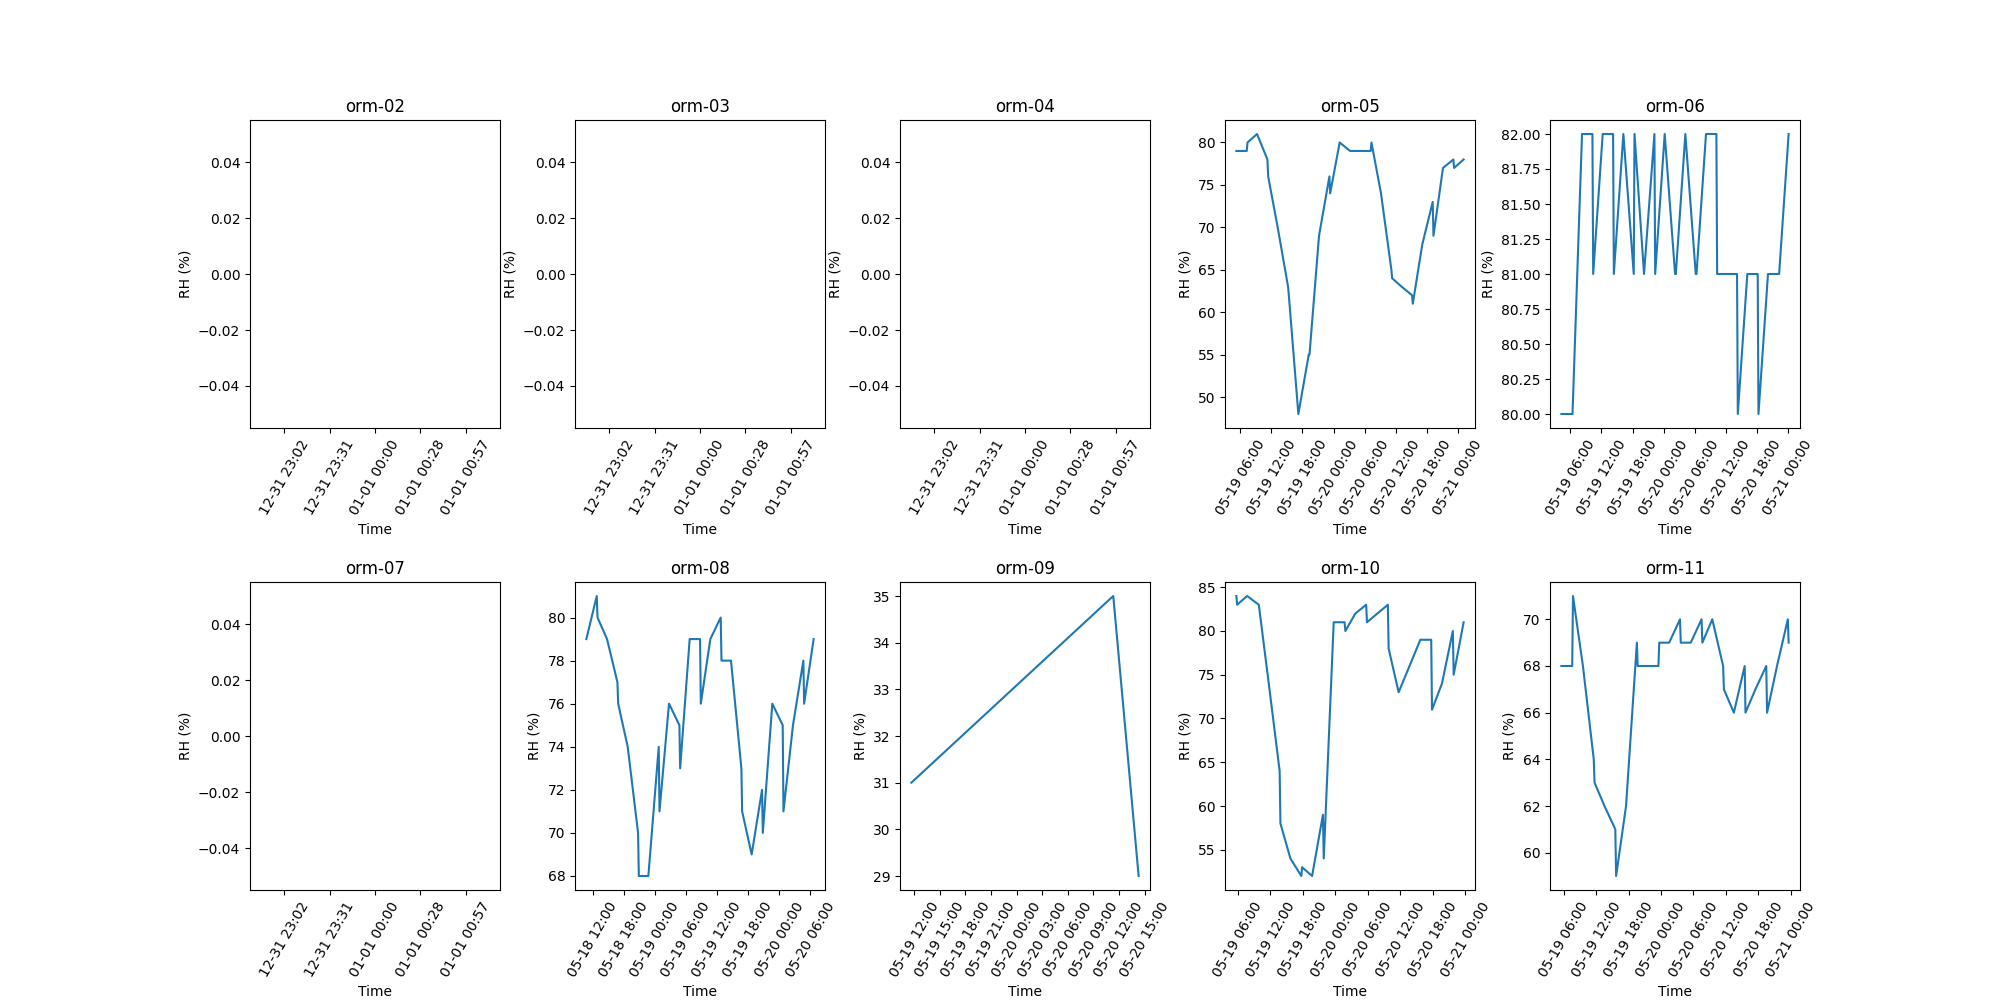 orm-02 orm-03 orm-04 orm-05 orm-06
RH (%)
0.04
0.02
0.00
−0.02
−0.04
12-31 23:02 12-31 23:31 01-01 00:00 01-01 00:28 01-01 00:57
Time
RH (%)
0.04
0.02
0.00
−0.02
−0.04
12-31 23:02 12-31 23:31 01-01 00:00 01-01 00:28 01-01 00:57
Time
RH (%)
0.04
0.02
0.00
−0.02
−0.04
12-31 23:02 12-31 23:31 01-01 00:00 01-01 00:28 01-01 00:57
Time
RH (%)
80
75
70
65
60
55
50
05-19 06:00 05-19 12:00 05-19 18:00 05-20 00:00 05-20 06:00 05-20 12:00 05-20 18:00 05-21 00:00
Time
RH (%)
82.00
81.75
81.50
81.25
81.00
80.75
80.50
80.25
80.00
05-19 06:00 05-19 12:00 05-19 18:00 05-20 00:00 05-20 06:00 05-20 12:00 05-20 18:00 05-21 00:00
Time
orm-07 orm-08 orm-09 orm-10 orm-11
RH (%)
0.04
0.02
0.00
−0.02
−0.04
12-31 23:02 12-31 23:31 01-01 00:00 01-01 00:28 01-01 00:57
Time
RH (%)
80
78
76
74
72
70
68
05-18 12:00 05-18 18:00 05-19 00:00 05-19 06:00 05-19 12:00 05-19 18:00 05-20 00:00 05-20 06:00
Time
RH (%)
35
34
33
32
31
30
29
05-19 12:00 05-19 15:00 05-19 18:00 05-19 21:00 05-20 00:00 05-20 03:00 05-20 06:00 05-20 09:00 05-20 12:00 05-20 15:00
Time
RH (%)
85
80
75
70
65
60
55
05-19 06:00 05-19 12:00 05-19 18:00 05-20 00:00 05-20 06:00 05-20 12:00 05-20 18:00 05-21 00:00
Time
RH (%)
70
68
66
64
62
60
05-19 06:00 05-19 12:00 05-19 18:00 05-20 00:00 05-20 06:00 05-20 12:00 05-20 18:00 05-21 00:00
Time